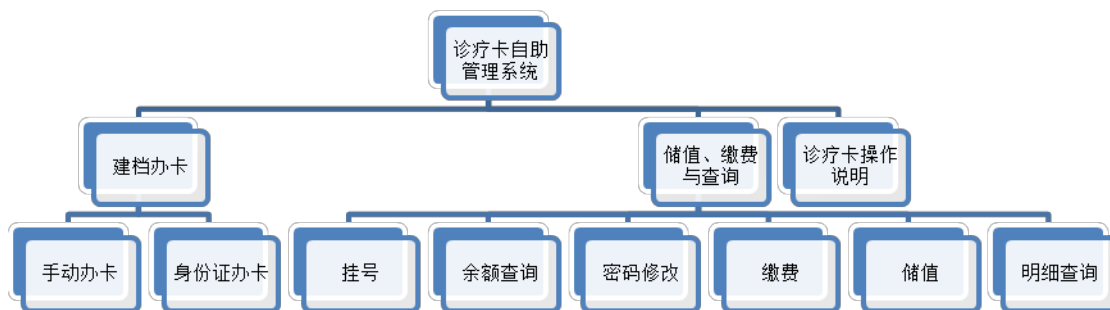 诊疗卡自助
管理系统
建档办卡
储值、缴费
与查询
诊疗卡操作
说明
手动办卡
身份证办卡
挂号
余额查询
密码修改
缴费
储值
明细查询